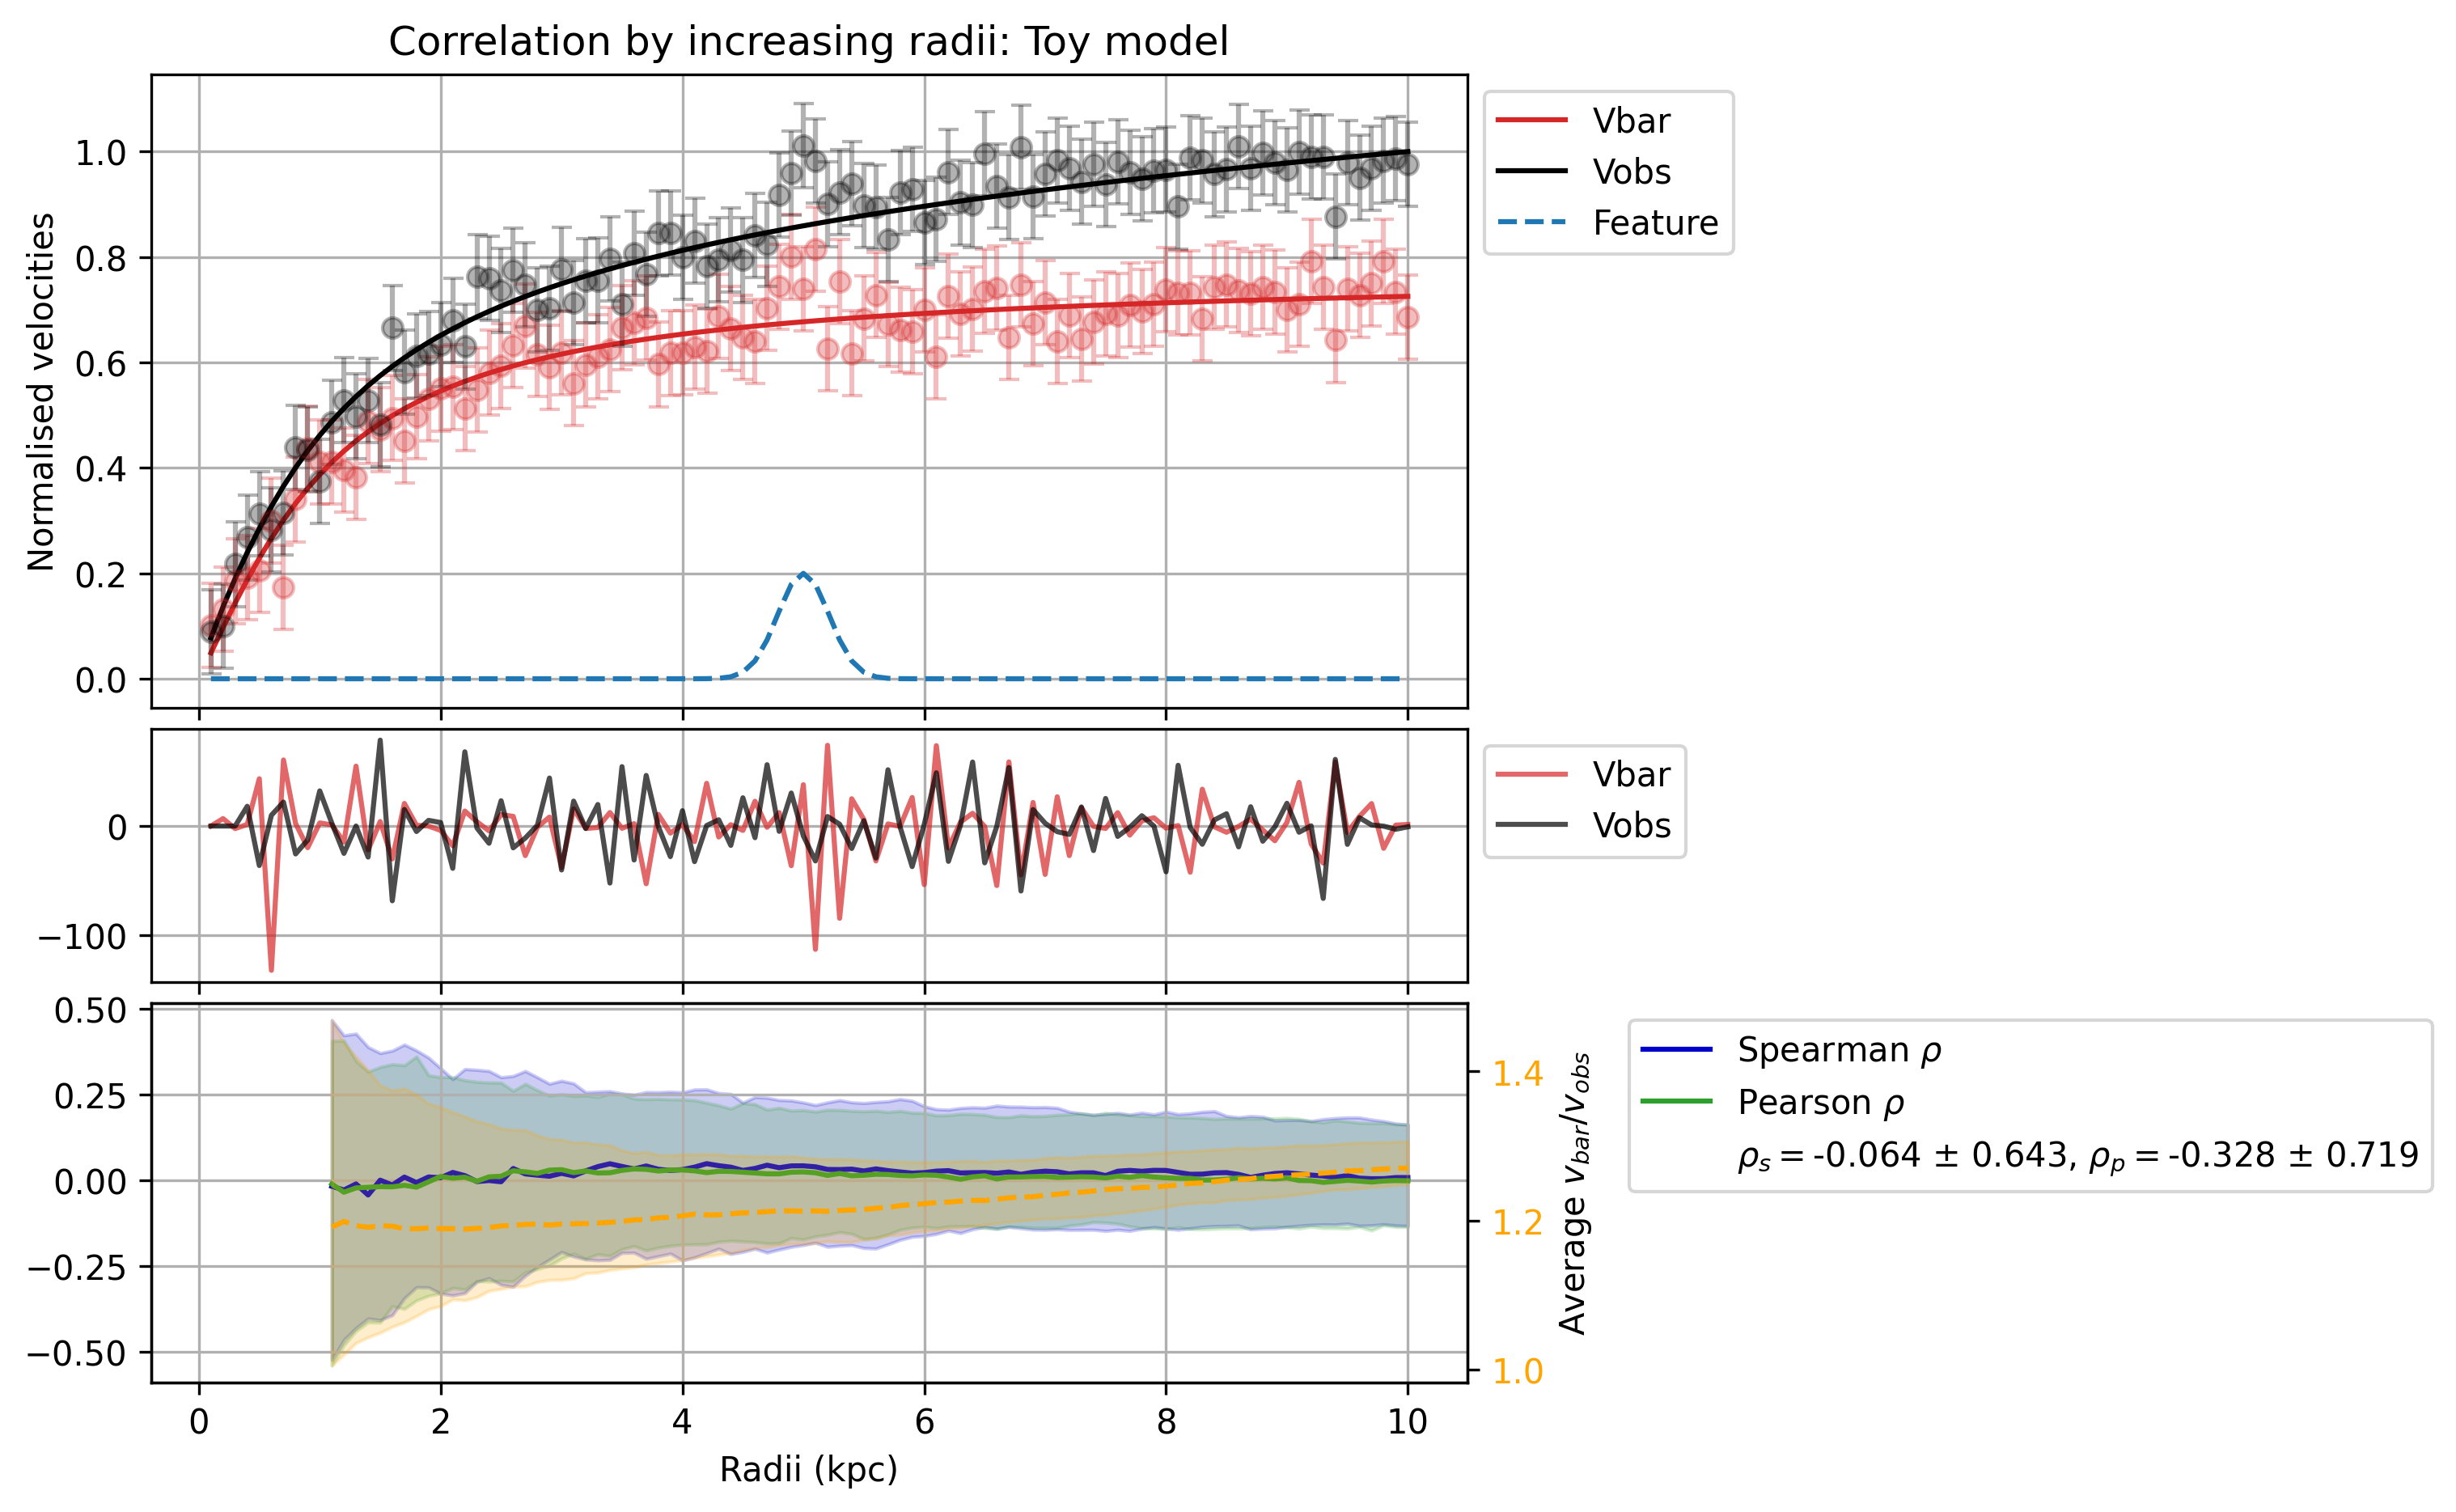 Correlation by increasing radii: Toy model
Normalised velocities
1.0
0.8
0.6
0.4
0.2
0.0
Vbar
Vobs
Feature
0
−100
Vbar
Vobs
0.50
0.25
0.00
−0.25
−0.50
1.4
1.2
1.0
Average v_bar/v_obs
Spearman ρ
Pearson ρ
ρ_s = -0.064 ± 0.643, ρ_p = -0.328 ± 0.719
0 2 4 6 8 10
Radii (kpc)